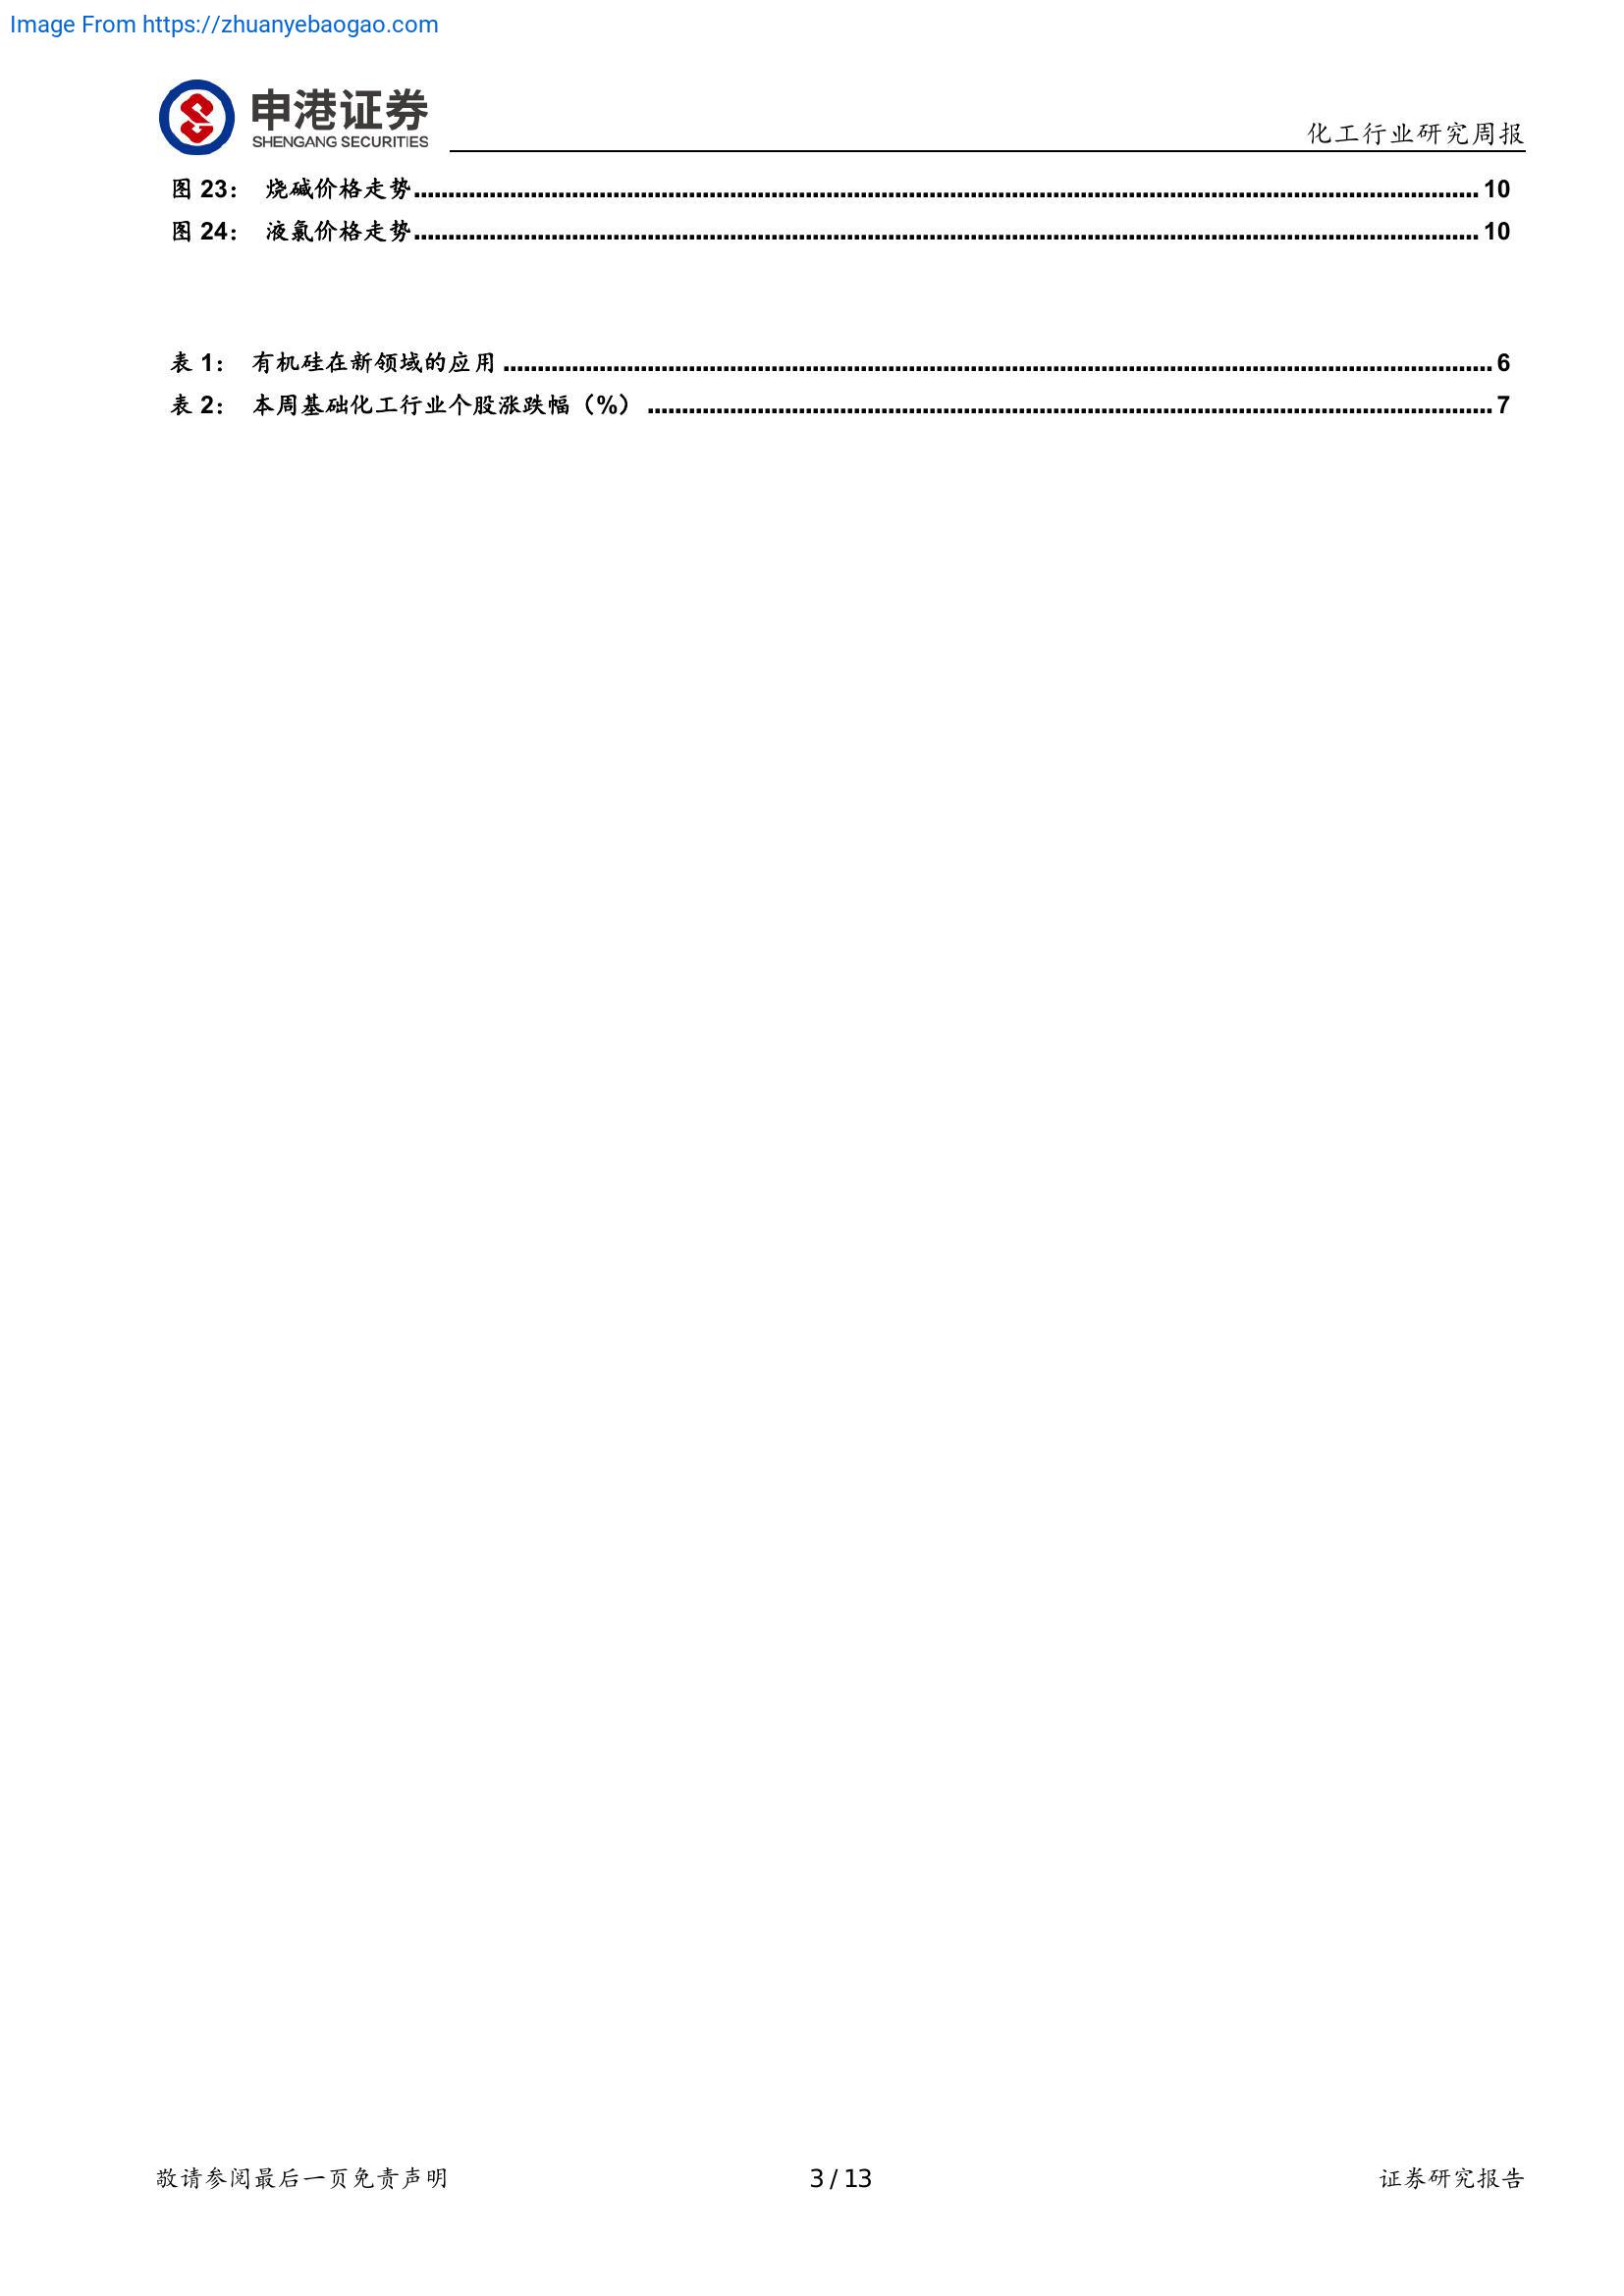 Image From https://zhuanyebaogao.com
申港证券
SHENGANG SECURITIES
化工行业研究周报
图 23： 烧碱价格走势 ........ 10
图 24： 液氯价格走势 ........ 10
表 1： 有机硅在新领域的应用 ........ 6
表 2： 本周基础化工行业个股涨跌幅（%） ........ 7
敬请参阅最后一页免责声明 3 / 13 证券研究报告